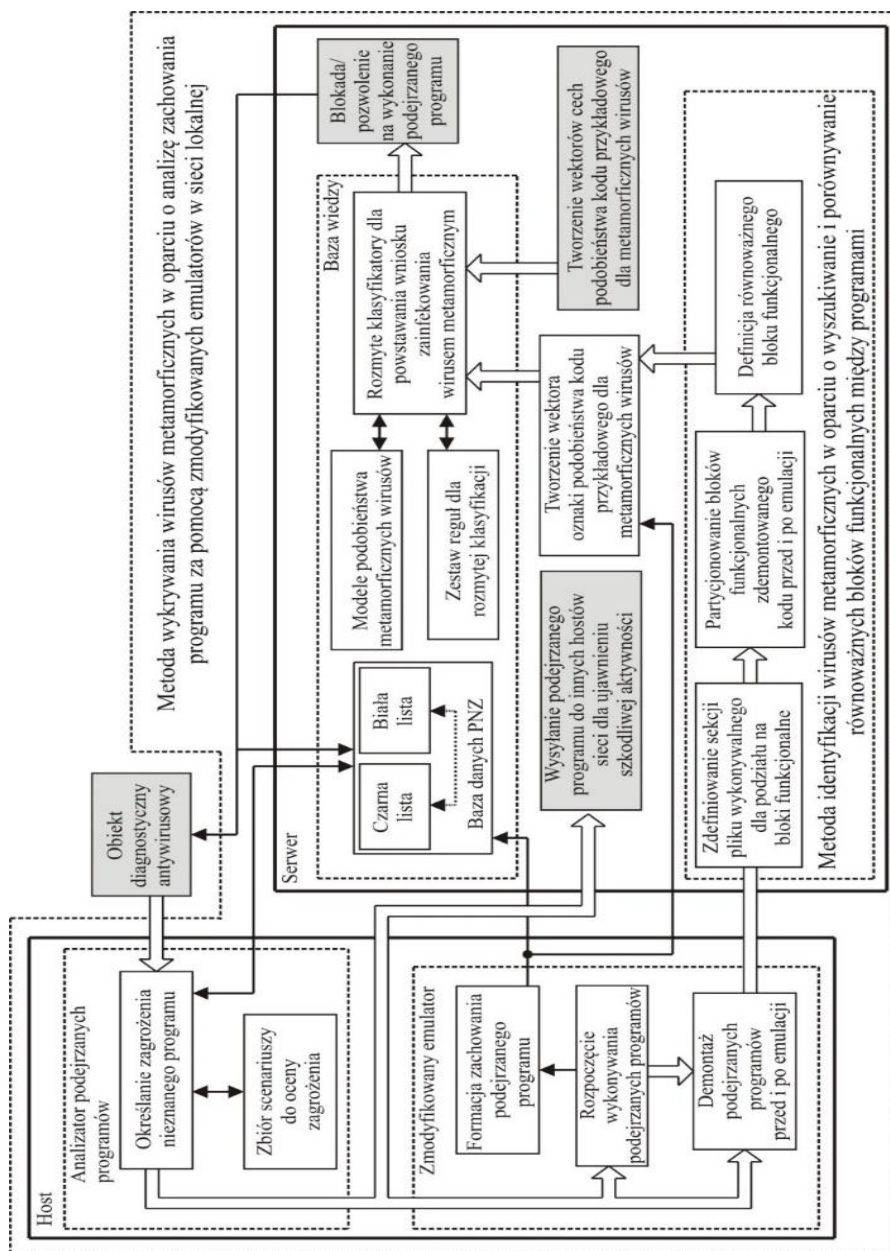 Metoda wykrywania wirusów metamorficznych w oparciu o analizę zachowania
programu za pomocą zmodyfikowanych emulatorów w sieci lokalnej
Host
Analizator podejrzanych
programów
Określanie zagrożenia
nieznanego programu
Zbiór scenariuszy
do oceny
zagrożenia
Obiekt
diagnostyczny
antywirusowy
Zmodyfikowany emulator
Formacja zachowania
podejrzanego
programu
Rozpoczęcie
wykonywania
podejrzanych programów
Demontaż
podejrzanych
programów
przed i po emulacji
Serwer
Baza wiedzy
Czarna
lista
Biała
lista
Baza danych PNZ
Modele podobieństwa
metamorficznych wirusów
Zestaw reguł dla
rozmytej klasyfikacji
Rozmyte klasyfikatory dla
powstawania wniosku
zainfekowania
wirusem metamorficznym
Blokada/
pozwolenie
na wykonanie
podejrzanego
programu
Wysyłanie podejrzanego
programu do innych hostów
sieci dla ujawnieniu
szkodliwej aktywności
Tworzenie wektora
oznaki podobieństwa kodu
przykładowego dla
metamorficznych wirusów
Tworzenie wektorów cech
podobieństwa kodu przykładowego
dla metamorficznych wirusów
Zdefiniowanie sekcji
pliku wykonywalnego
dla podziału na
bloki funkcjonalne
Partycjonowanie bloków
funkcjonalnych
zdemontowanego
kodu przed i po emulacji
Definicja równoważnego
bloku funkcjonalnego
Metoda identyfikacji wirusów metamorficznych w oparciu o wyszukiwanie i porównywanie
równoważnych bloków funkcjonalnych między programami